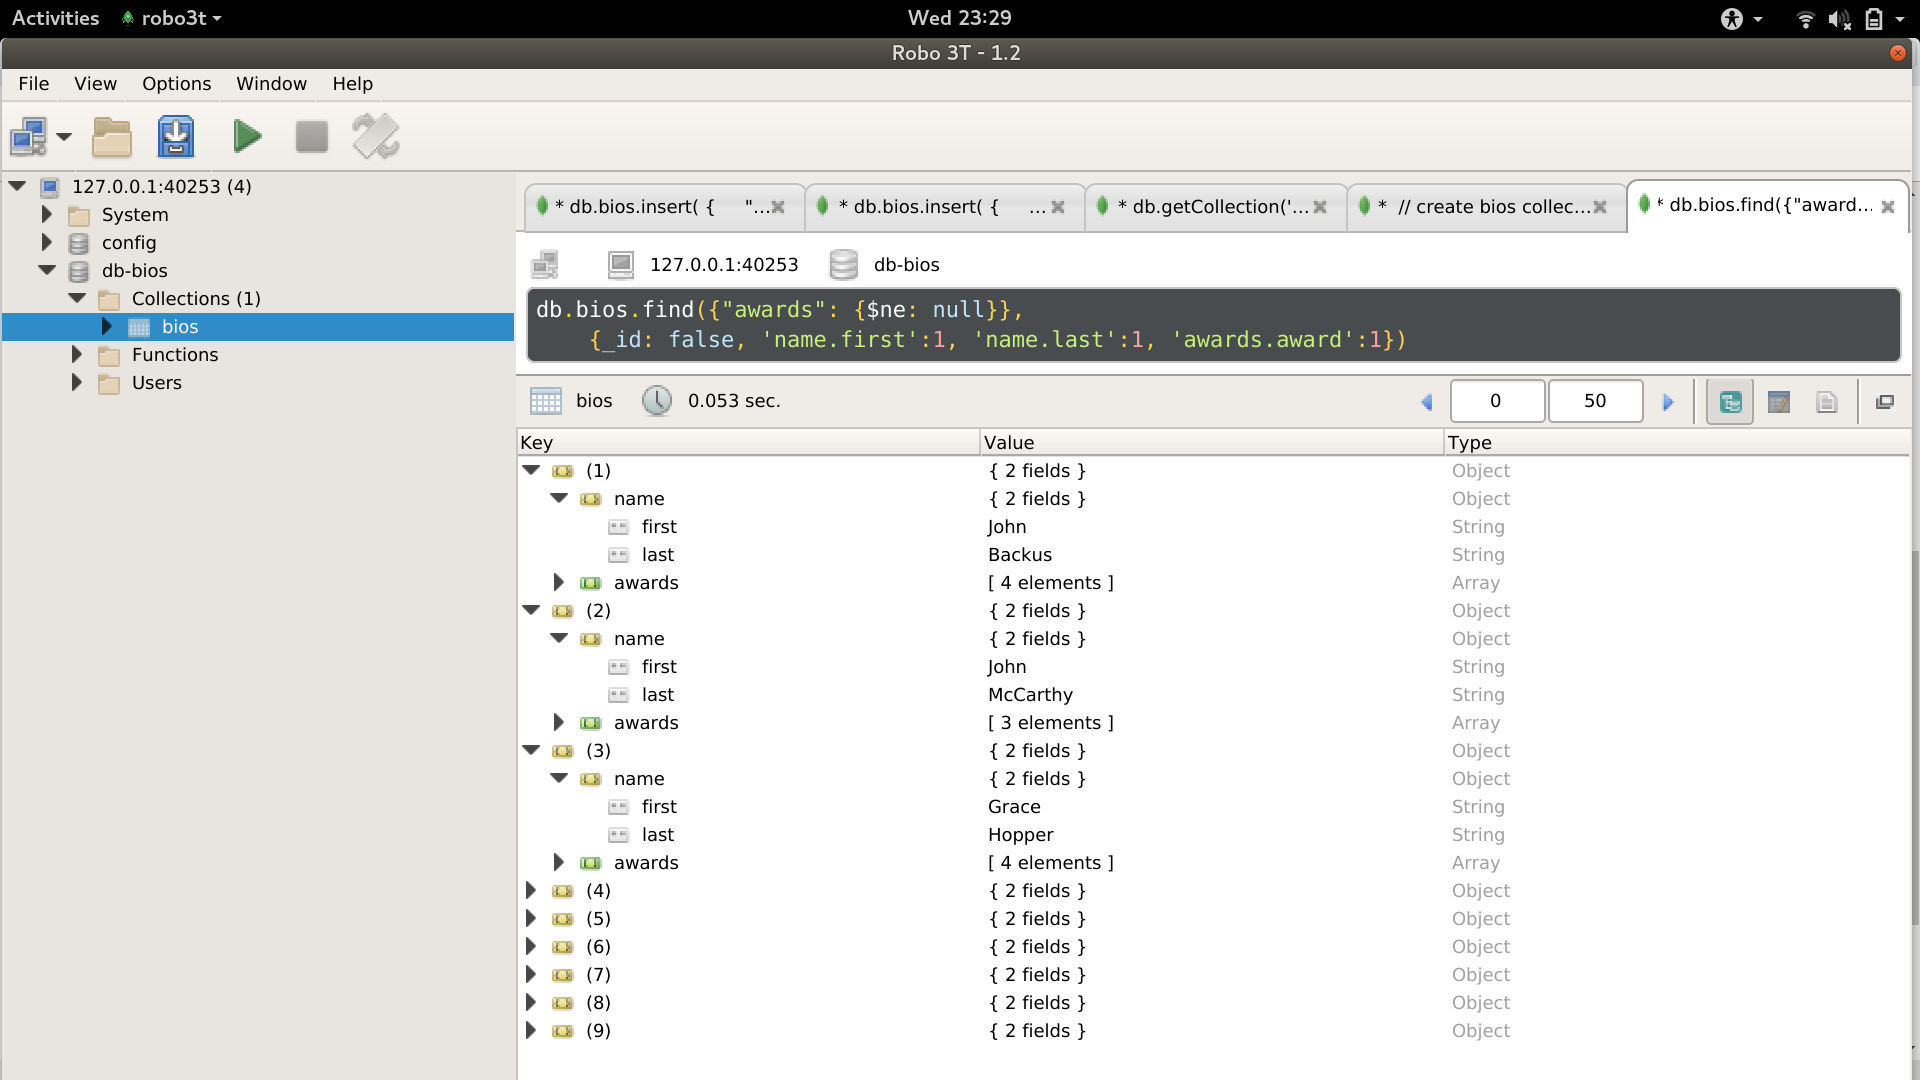 Activities robo3t Wed 23:29
Robo 3T - 1.2
File View Options Window Help
127.0.0.1:40253 (4)
System
config
db-bios
Collections (1)
bios
Functions
Users
* db.bios.insert( { "... * db.bios.insert( { ... * db.getCollection('... * // create bios collec... * db.bios.find({"award...
127.0.0.1:40253 db-bios
db.bios.find({"awards": {$ne: null}},
{_id: false, 'name.first':1, 'name.last':1, 'awards.award':1})
bios 0.053 sec. 0 50
Key Value Type
(1) { 2 fields } Object
name { 2 fields } Object
first John String
last Backus String
awards [ 4 elements ] Array
(2) { 2 fields } Object
name { 2 fields } Object
first John String
last McCarthy String
awards [ 3 elements ] Array
(3) { 2 fields } Object
name { 2 fields } Object
first Grace String
last Hopper String
awards [ 4 elements ] Array
(4) { 2 fields } Object
(5) { 2 fields } Object
(6) { 2 fields } Object
(7) { 2 fields } Object
(8) { 2 fields } Object
(9) { 2 fields } Object